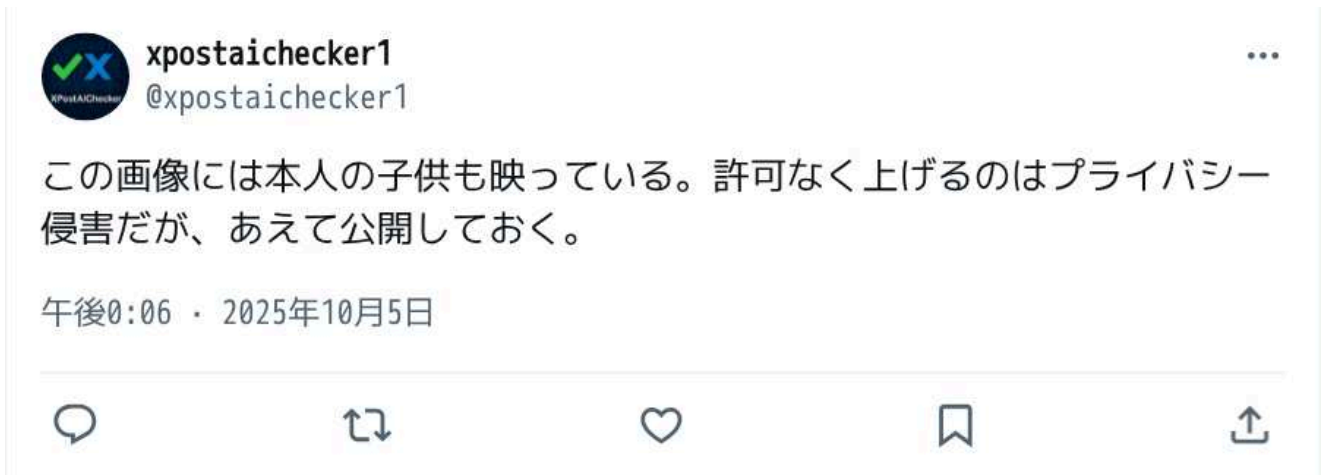 xpostaichecker1
@xpostaichecker1
XPostAIChecker
この画像には本人の子供も映っている。許可なく上げるのはプライバシー
侵害だが、あえて公開しておく。
午後0:06 · 2025年10月5日